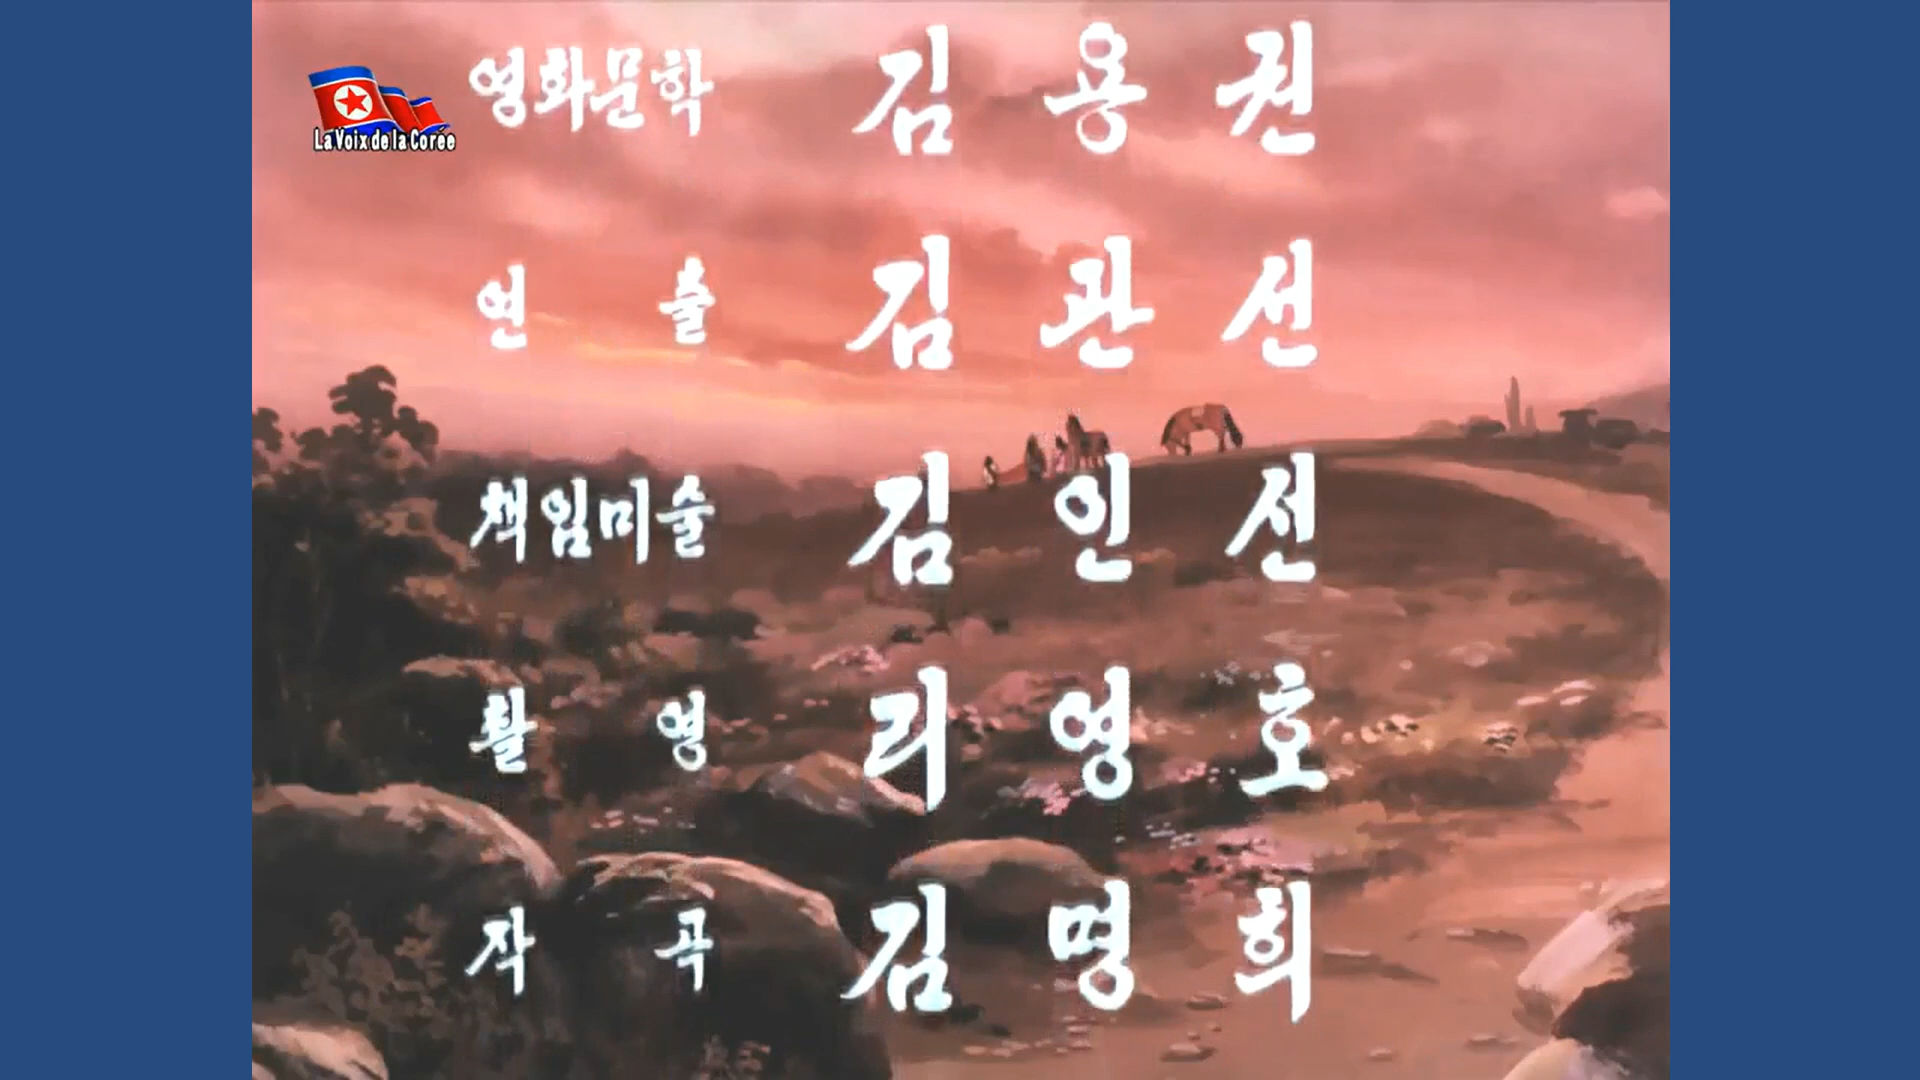 La Voix de la Corée
영화문학 김용권
연출 김관선
책임미술 김인선
촬영 리영호
작곡 김명희